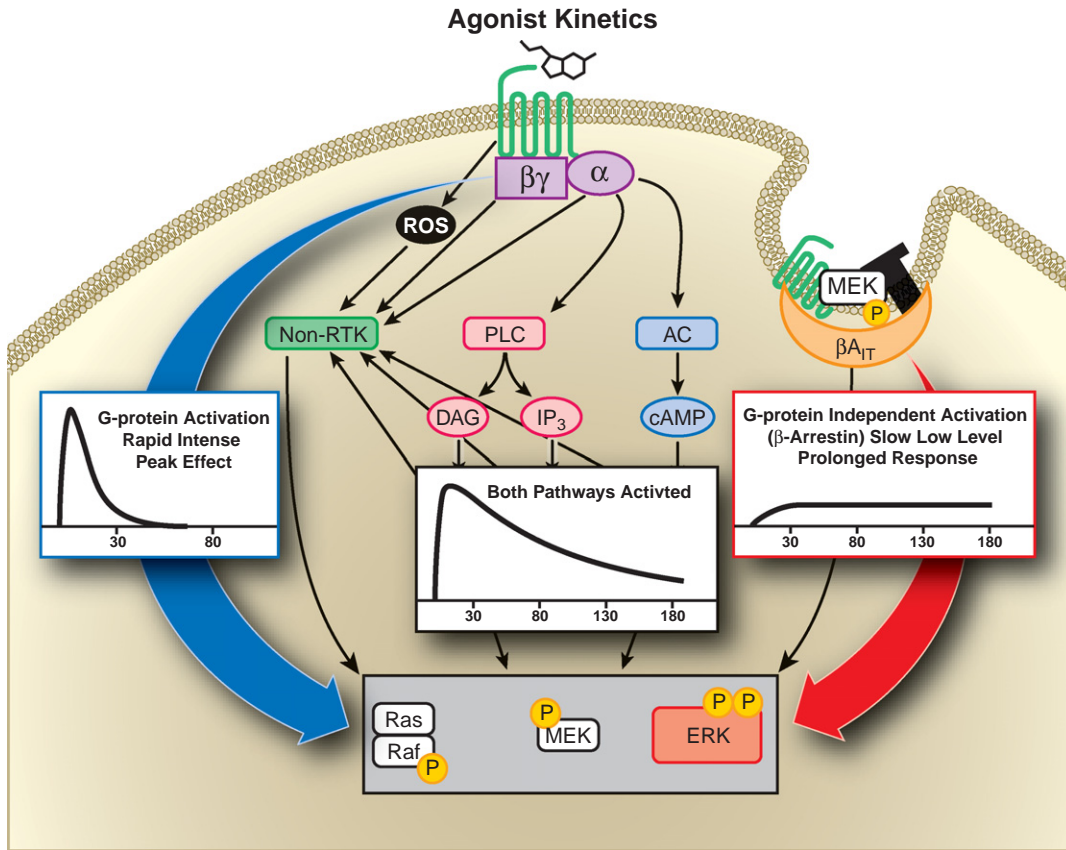 Agonist Kinetics
βγ
α
ROS
MEK
P
βA_IT
Non-RTK
PLC
AC
DAG
IP₃
cAMP
G-protein Activation
Rapid Intense
Peak Effect
30
80
Both Pathways Activted
30
80
130
180
G-protein Independent Activation
(β-Arrestin) Slow Low Level
Prolonged Response
30
80
130
180
Ras
Raf
P
P
MEK
P P
ERK